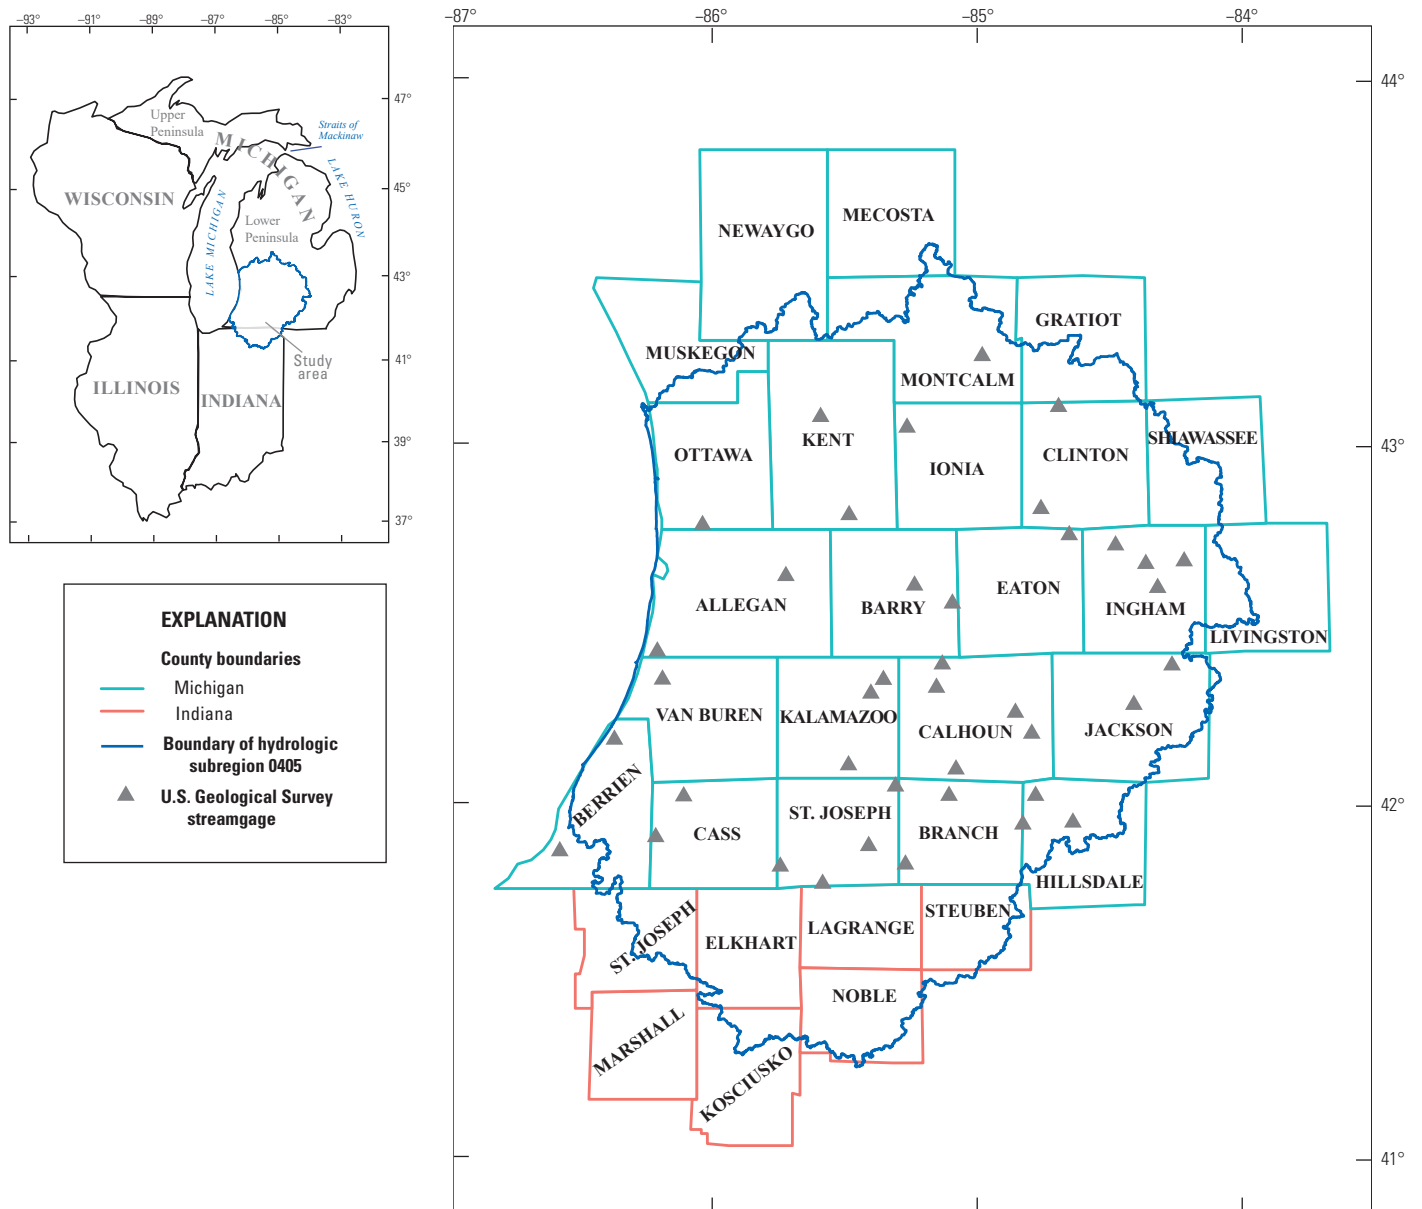 −93 −91° −89° −87° −85° −83°
47°
45°
43°
41°
39°
37°
Upper
Peninsula
MICHIGAN
Straits of
Mackinaw
LAKE HURON
WISCONSIN
LAKE MICHIGAN
Lower
Peninsula
Study
area
ILLINOIS
INDIANA
EXPLANATION
County boundaries
Michigan
Indiana
Boundary of hydrologic
subregion 0405
U.S. Geological Survey
streamgage
−87° −86° −85° −84°
44°
43°
42°
41°
NEWAYGO
MECOSTA
MUSKEGON
MONTCALM
GRATIOT
OTTAWA
KENT
IONIA
CLINTON
SHIAWASSEE
ALLEGAN
BARRY
EATON
INGHAM
LIVINGSTON
VAN BUREN
KALAMAZOO
CALHOUN
JACKSON
BERRIEN
CASS
ST. JOSEPH
BRANCH
HILLSDALE
ST. JOSEPH
ELKHART
LAGRANGE
STEUBEN
NOBLE
MARSHALL
KOSCIUSKO